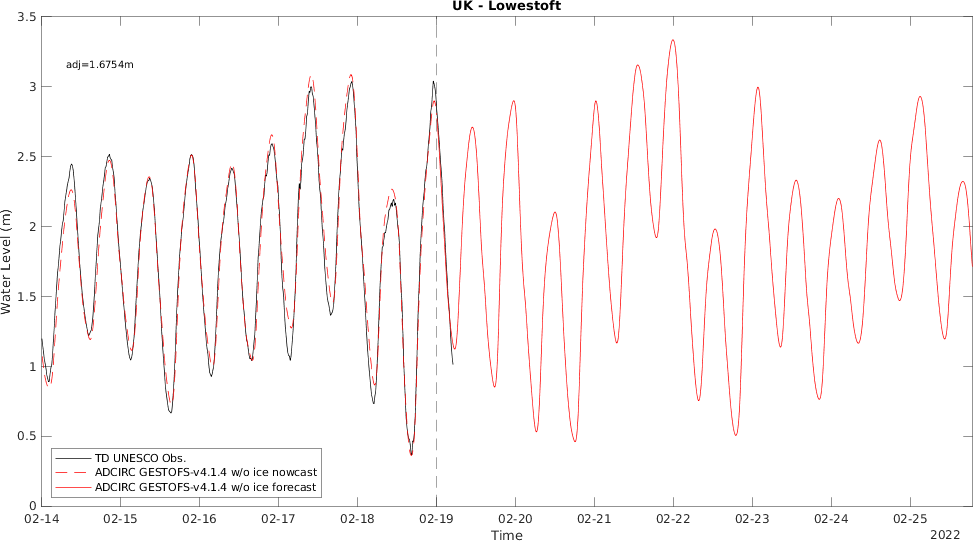 UK - Lowestoft
adj=1.6754m
3.5
3
2.5
2
1.5
1
0.5
0
Water Level (m)
TD UNESCO Obs.
ADCIRC GESTOFS-v4.1.4 w/o ice nowcast
ADCIRC GESTOFS-v4.1.4 w/o ice forecast
02-14 02-15 02-16 02-17 02-18 02-19 02-20 02-21 02-22 02-23 02-24 02-25
Time
2022